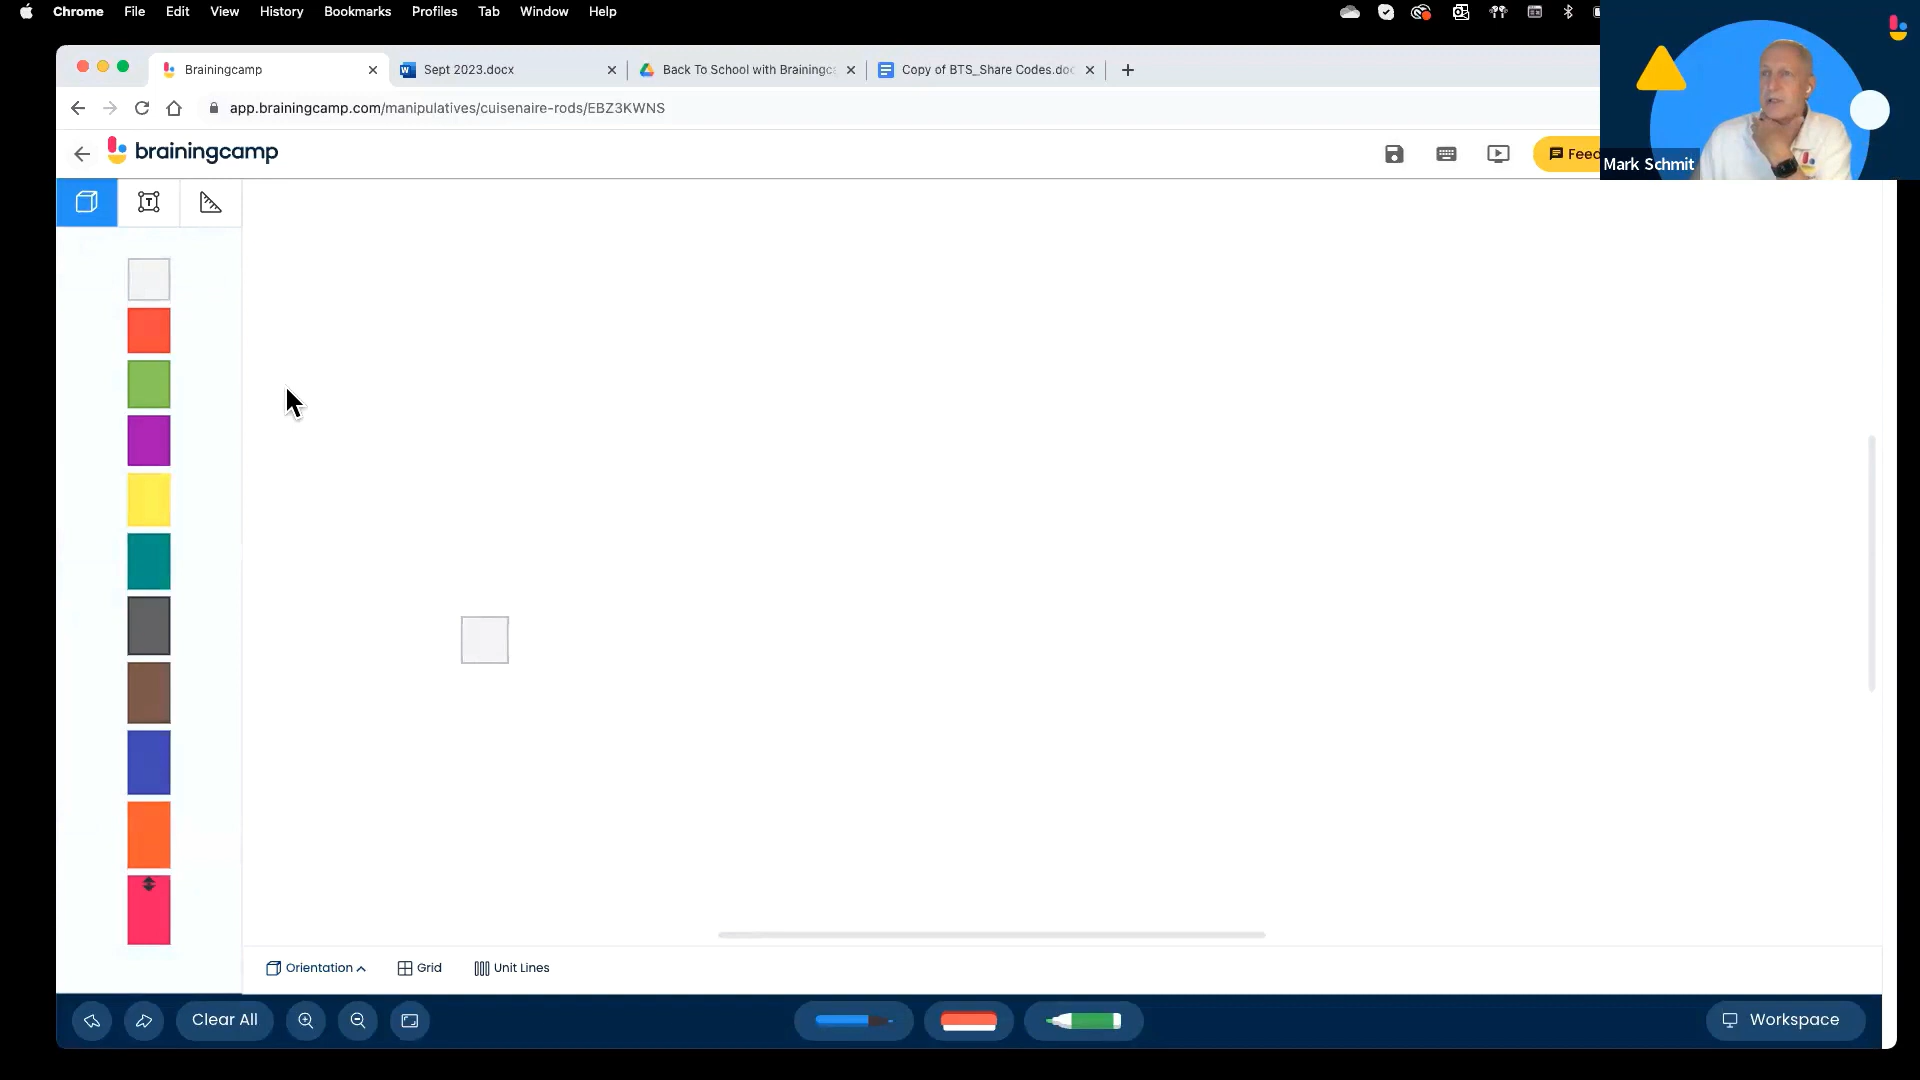 Chrome File Edit View History Bookmarks Profiles Tab Window Help
Brainingcamp
Sept 2023.docx
Back To School with Brainingc
Copy of BTS_Share Codes.doc
app.brainingcamp.com/manipulatives/cuisenaire-rods/EBZ3KWNS
brainingcamp
Feed
Mark Schmit
T
Orientation Grid Unit Lines
Clear All
Workspace